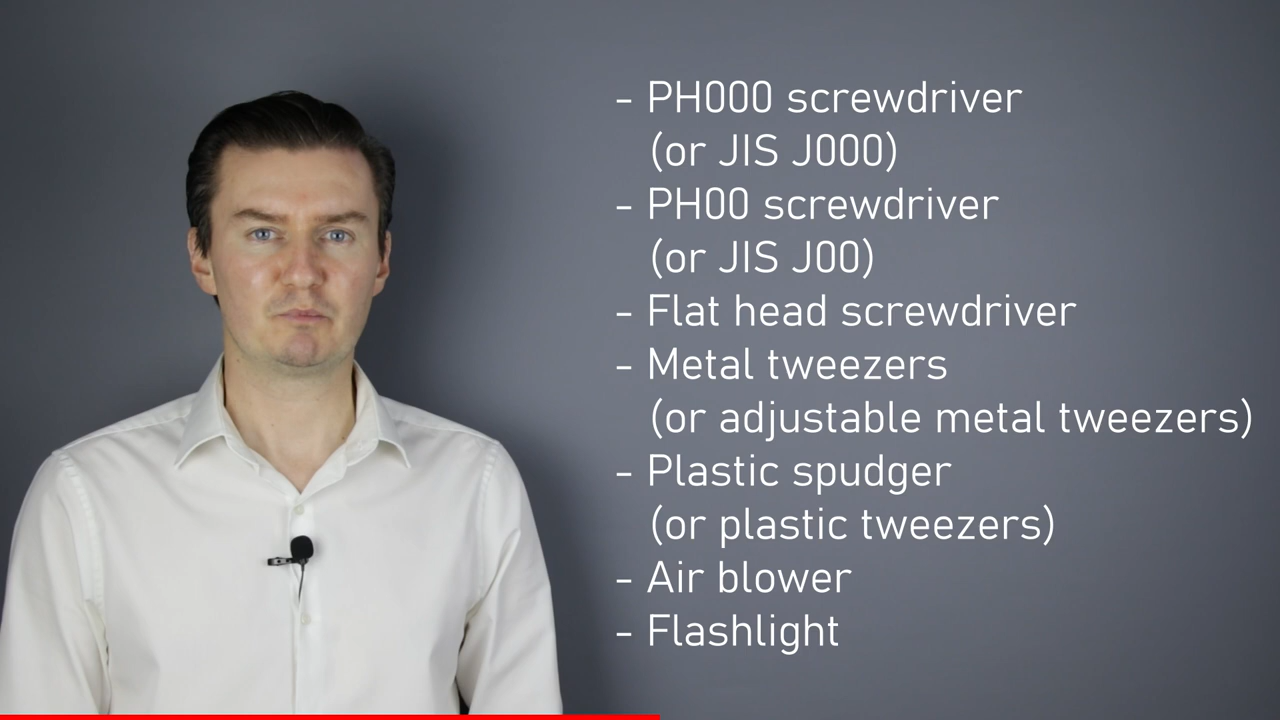 - PH000 screwdriver
(or JIS J000)
- PH00 screwdriver
(or JIS J00)
- Flat head screwdriver
- Metal tweezers
(or adjustable metal tweezers)
- Plastic spudger
(or plastic tweezers)
- Air blower
- Flashlight